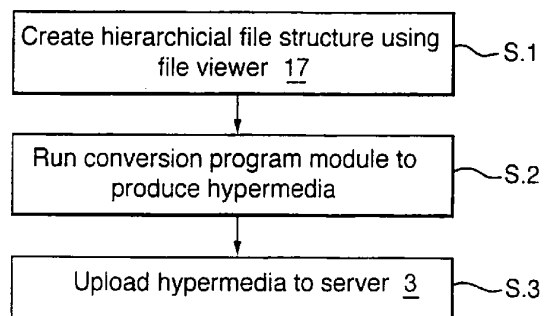 Create hierarchicial file structure using
file viewer 17
S.1
Run conversion program module to
produce hypermedia
S.2
Upload hypermedia to server 3
S.3